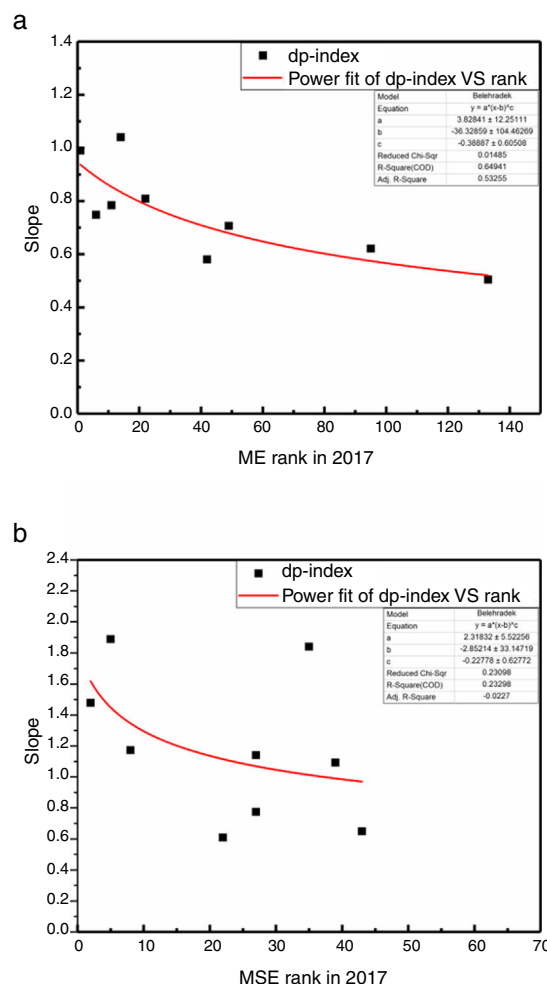 a
1.4
1.2
1.0
0.8
0.6
0.4
0.2
0.0
Slope
dp-index
Power fit of dp-index VS rank
Model Belehradek
Equation y = a*(x-b)^c
a 3.82841 ± 12.25111
b -36.32859 ± 104.46269
c -0.38887 ± 0.60508
Reduced Chi-Sqr 0.01485
R-Square(COD) 0.64941
Adj. R-Square 0.53255
0 20 40 60 80 100 120 140
ME rank in 2017
b
2.4
2.2
2.0
1.8
1.6
1.4
1.2
1.0
0.8
0.6
0.4
0.2
0.0
Slope
dp-index
Power fit of dp-index VS rank
Model Belehradek
Equation y = a*(x-b)^c
a 2.31832 ± 5.52256
b -2.85214 ± 33.14719
c -0.22778 ± 0.62772
Reduced Chi-Sqr 0.23098
R-Square(COD) 0.23298
Adj. R-Square -0.0227
0 10 20 30 40 50 60 70
MSE rank in 2017